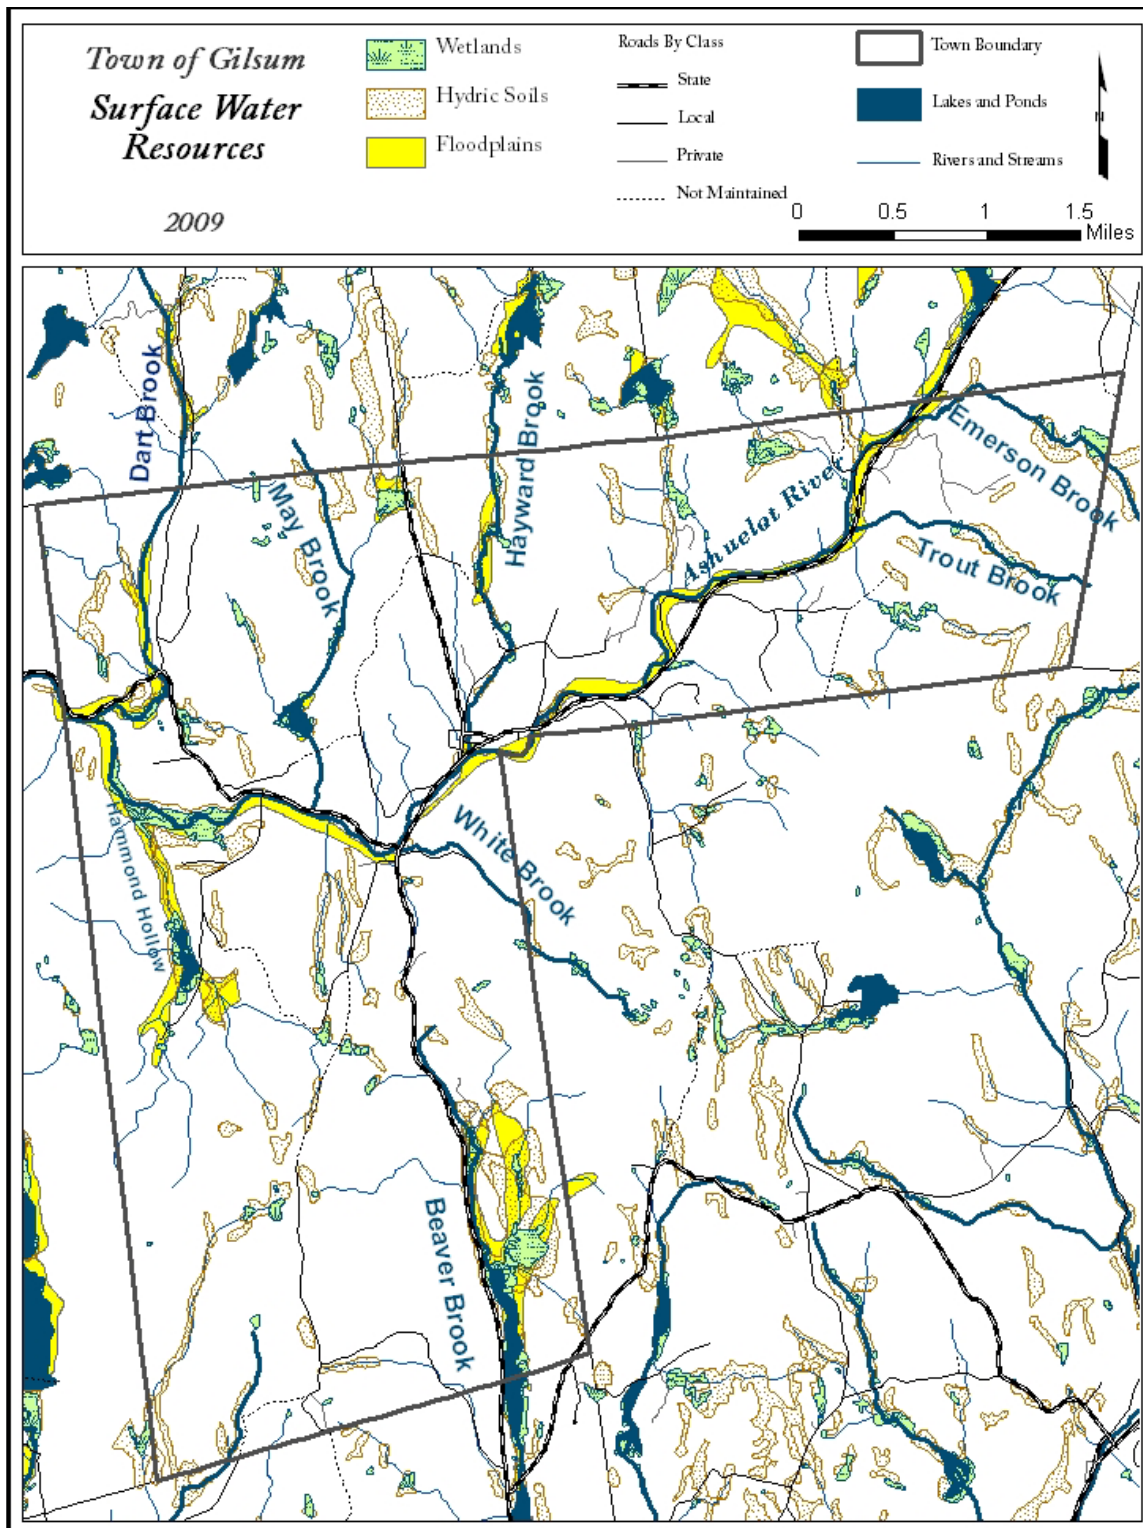 Town of Gilsum
Surface Water
Resources
2009
Wetlands
Hydric Soils
Floodplains
Roads By Class
State
Local
Private
Not Maintained
Town Boundary
Lakes and Ponds
Rivers and Streams
N
0 0.5 1 1.5
Miles
Dart Brook
May Brook
Hayward Brook
Ashuelot River
Emerson Brook
Trout Brook
White Brook
Hammond Hollow
Beaver Brook